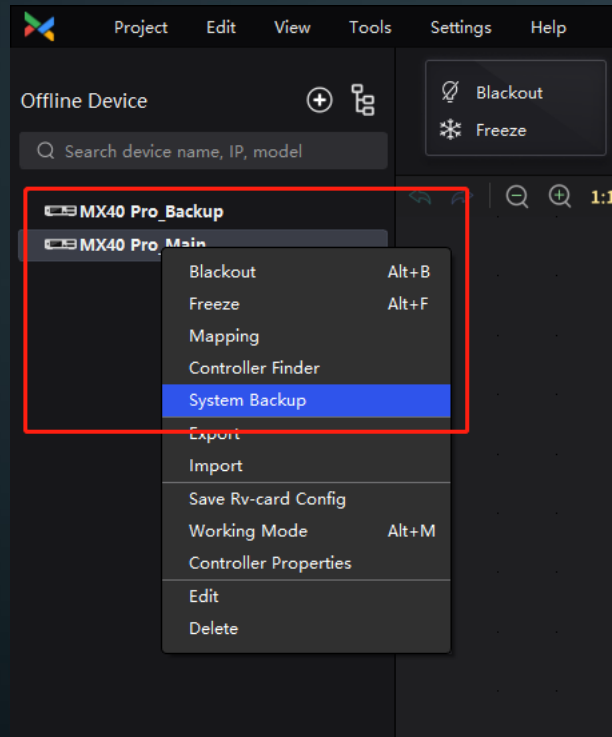 Project Edit View Tools Settings Help
Offline Device
Blackout
Freeze
Search device name, IP, model
1:1
MX40 Pro_Backup
MX40 Pro_Main
Blackout Alt+B
Freeze Alt+F
Mapping
Controller Finder
System Backup
Export
Import
Save Rv-card Config
Working Mode Alt+M
Controller Properties
Edit
Delete